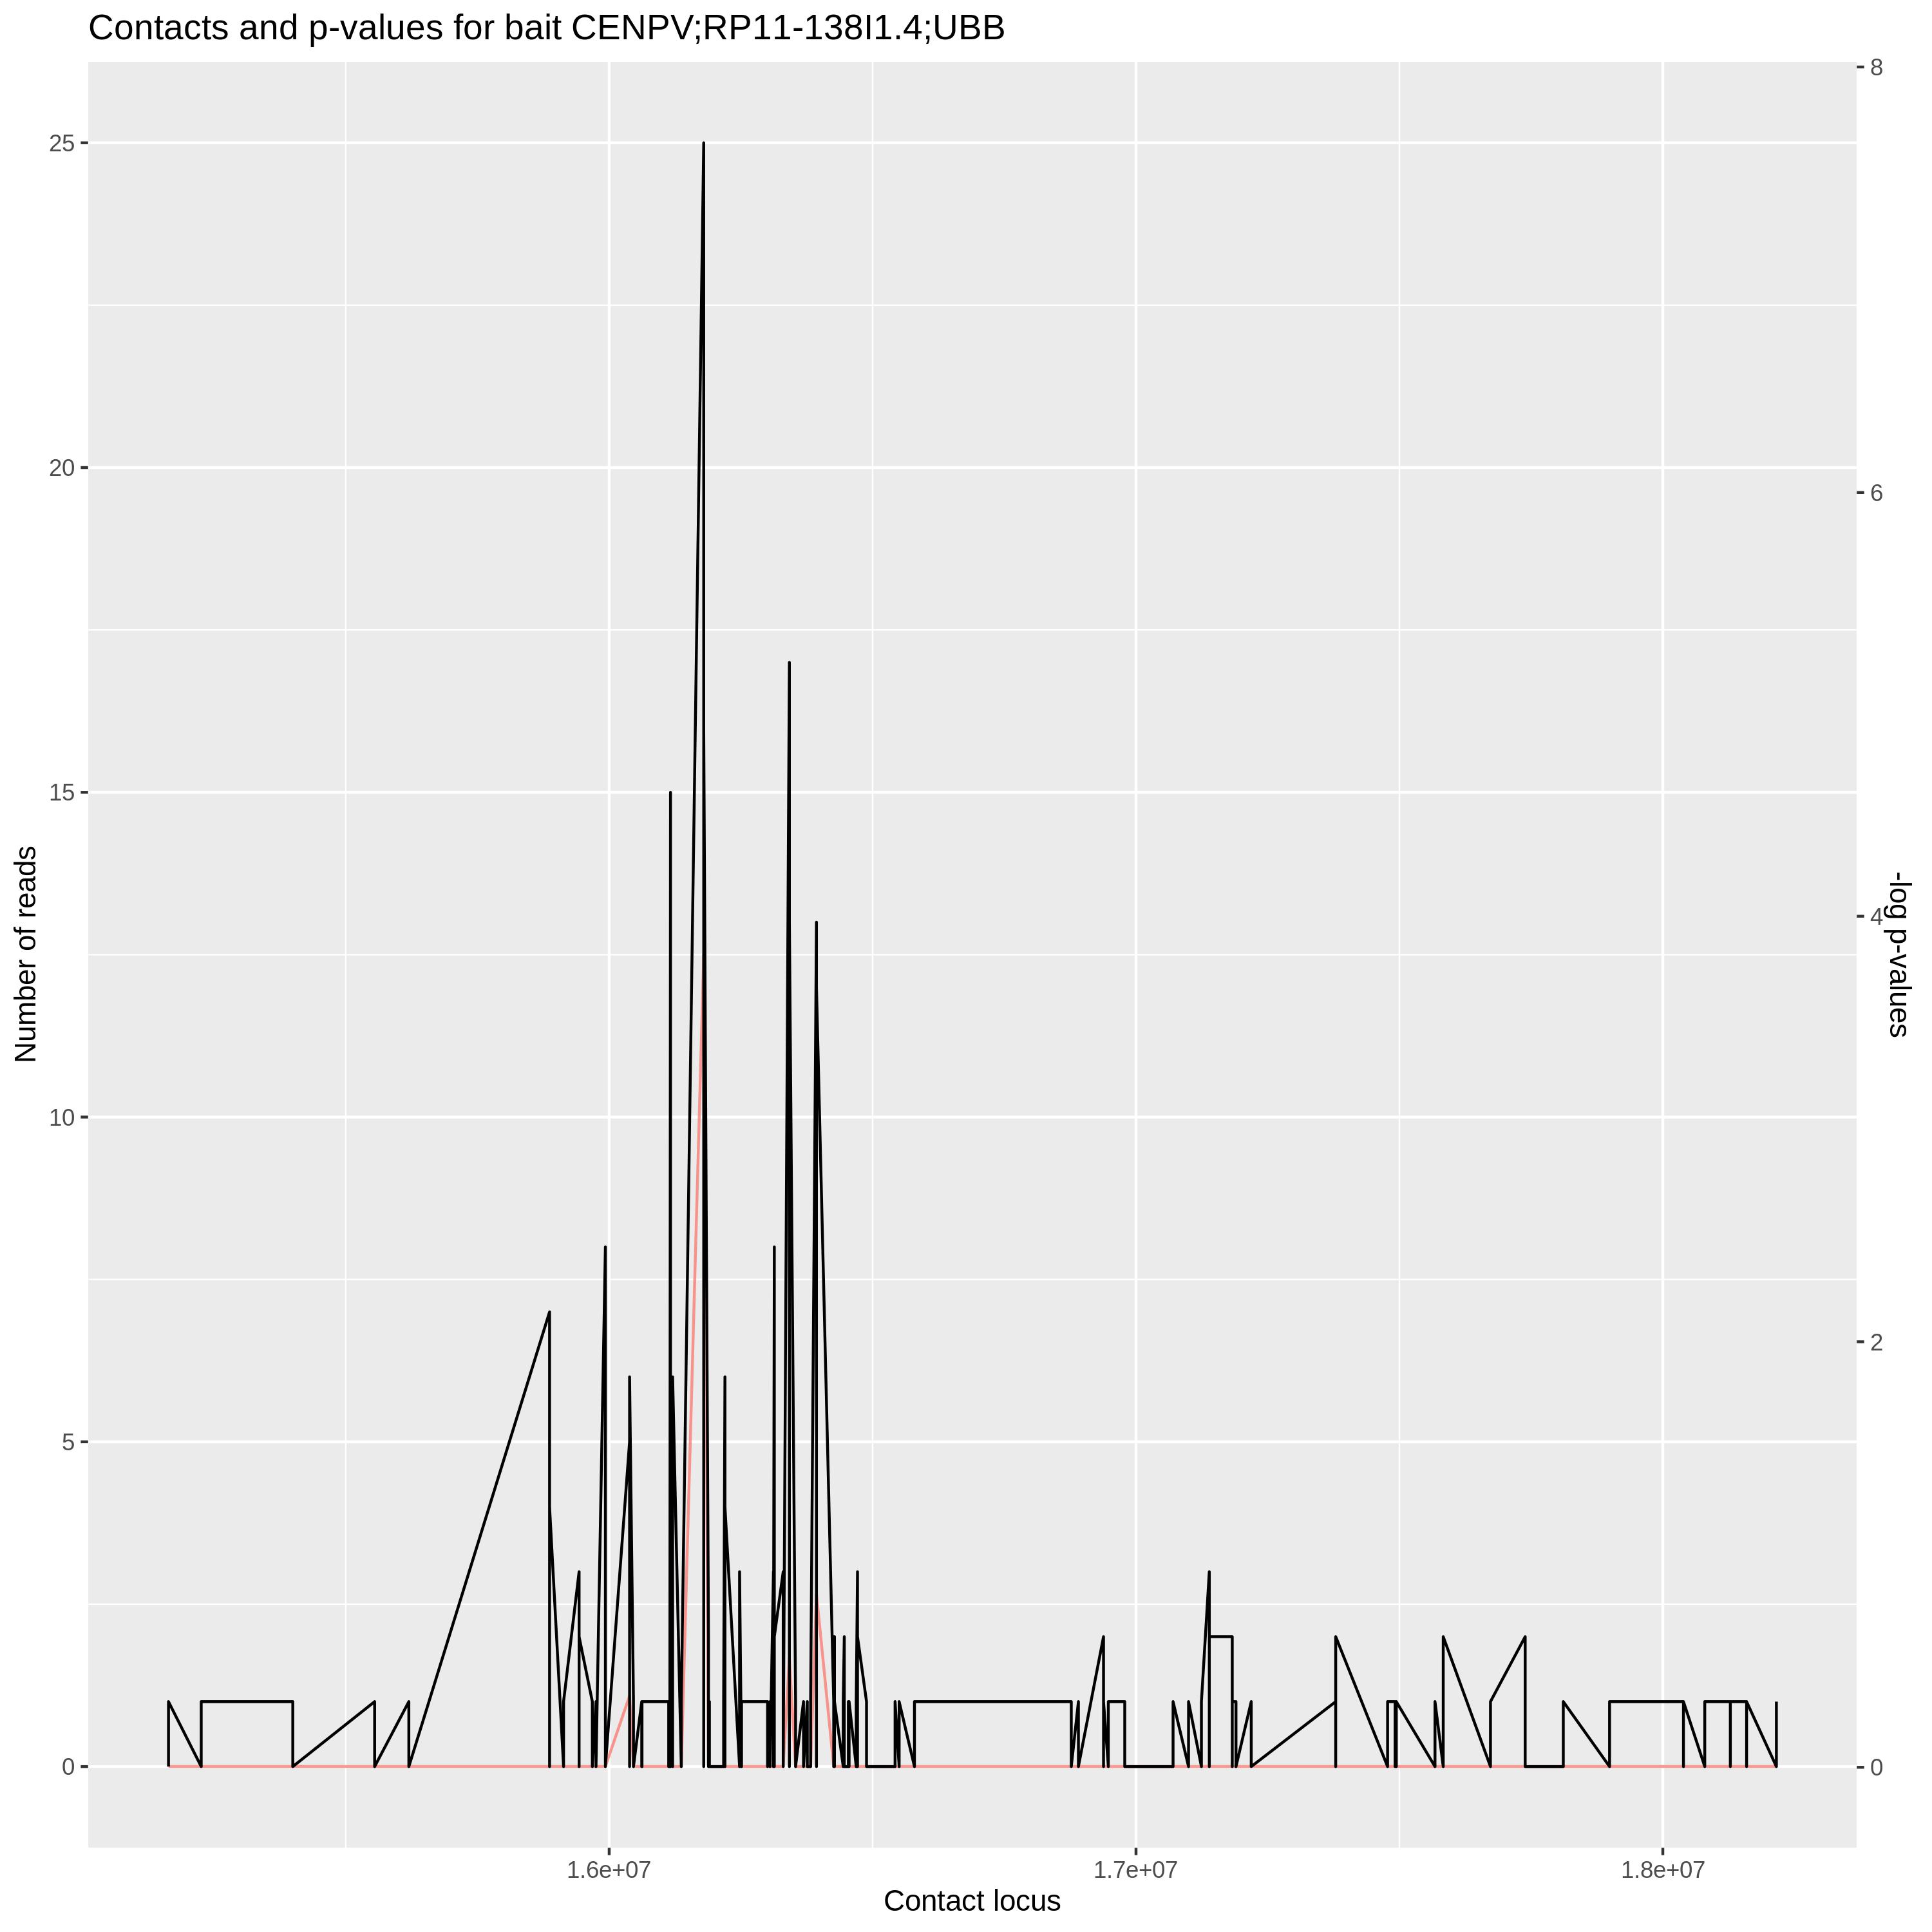 Contacts and p-values for bait CENPV;RP11-138I1.4;UBB
25
20
15
10
5
0
8
6
4
2
0
Number of reads
-log p-values
1.6e+07
1.7e+07
1.8e+07
Contact locus